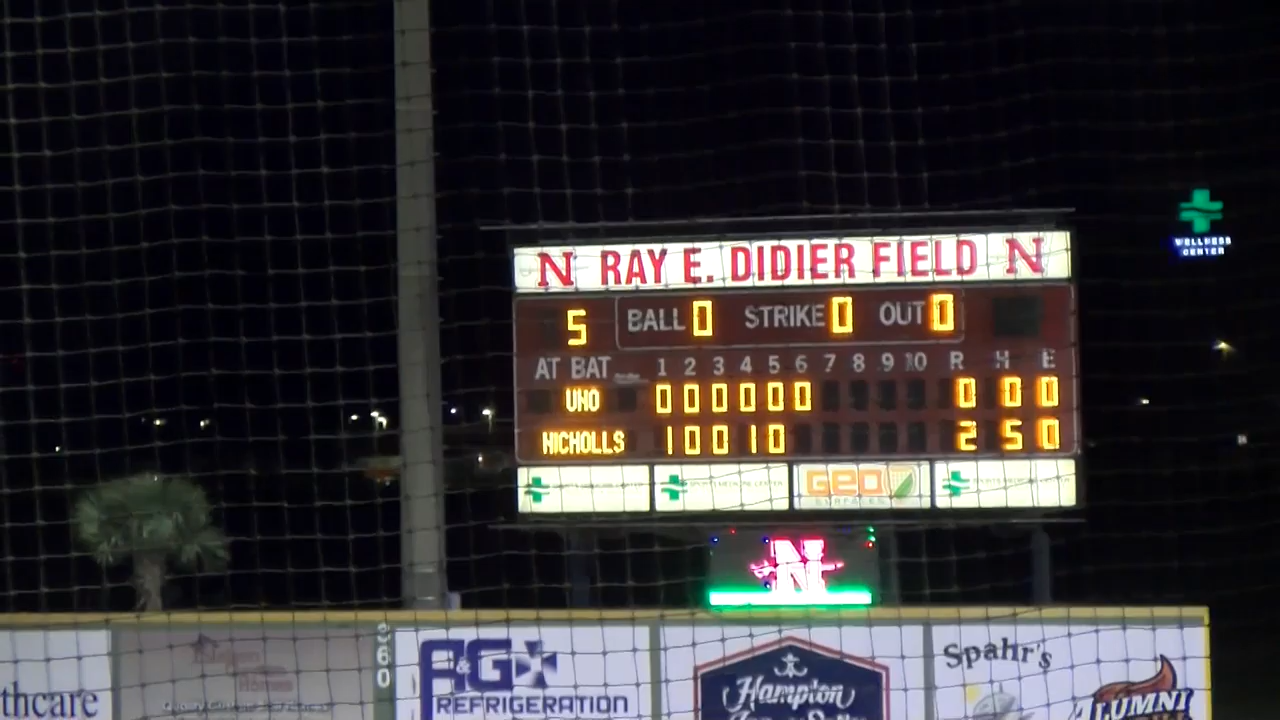 N RAY E. DIDIER FIELD N
5 BALL 0 STRIKE 0 OUT 0
AT BAT 1 2 3 4 5 6 7 8 9 10 R H E
UNO 0 0 0 0 0 0 0 0 0
NICHOLLS 1 0 0 1 0 2 5 0
GEO
SURFACES
N
WELLNESS
CENTER
360
thcare
Homes
A&G
REFRIGERATION
Hampton
Spahr's
ALUMNI